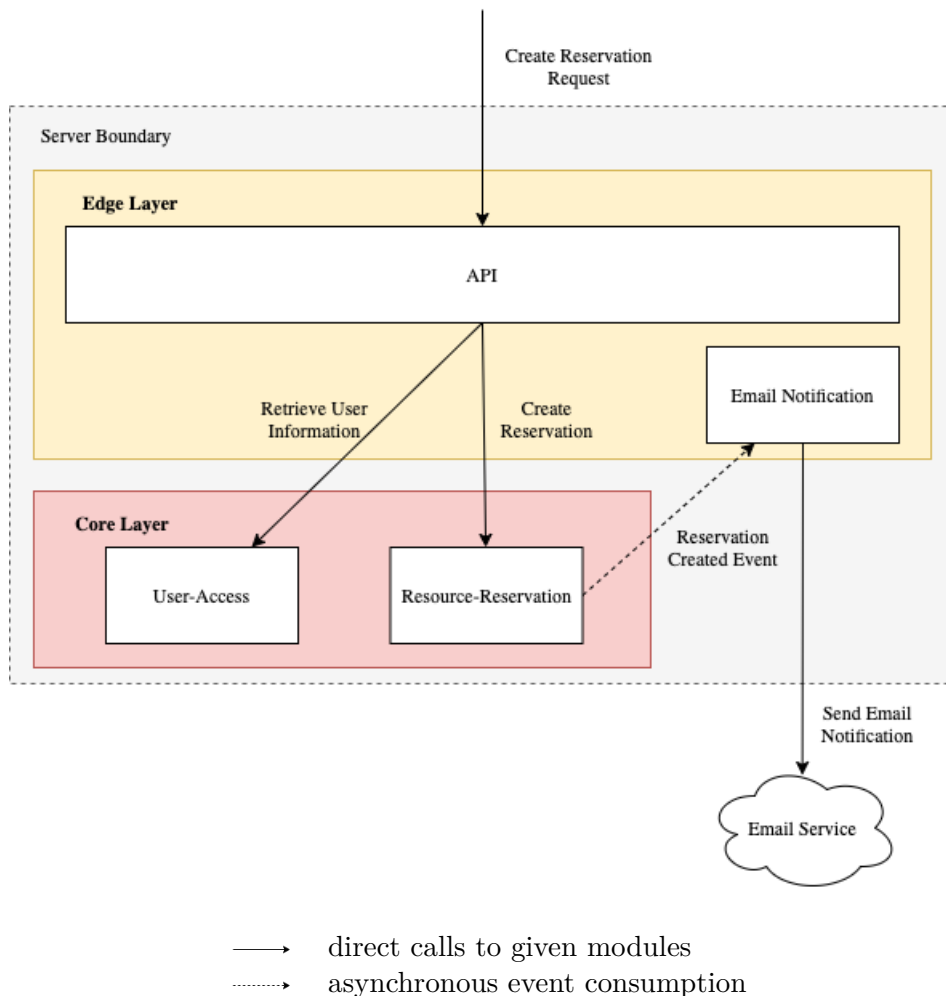 Create Reservation
Request
Server Boundary
Edge Layer
API
Email Notification
Retrieve User
Information
Create
Reservation
Core Layer
Reservation
Created Event
User-Access
Resource-Reservation
Send Email
Notification
Email Service
direct calls to given modules
asynchronous event consumption